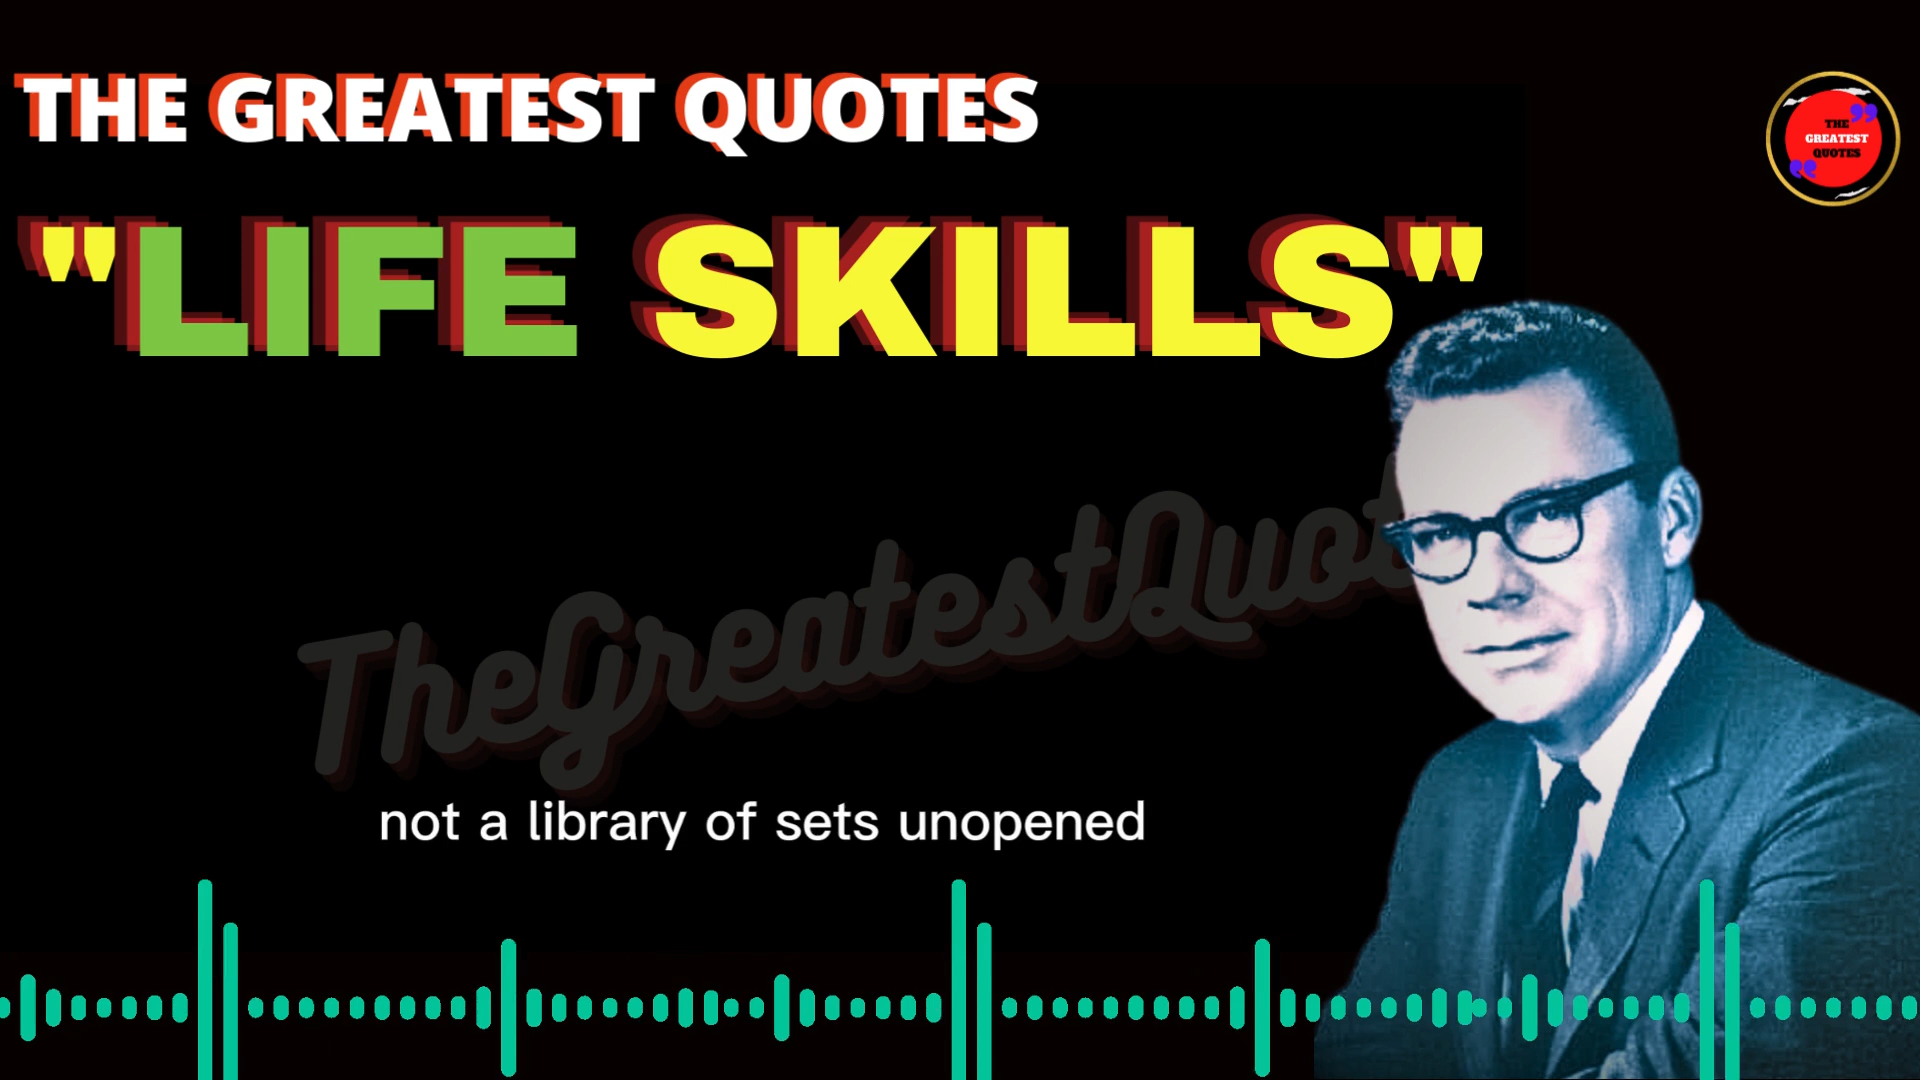 THE GREATEST QUOTES
THE
GREATEST
QUOTES
"LIFE SKILLS"
TheGreatestQuot
not a library of sets unopened